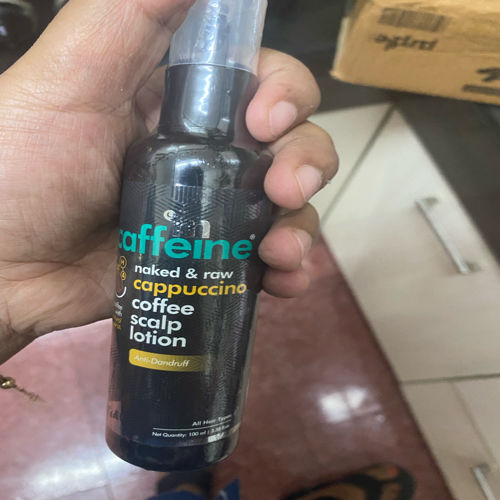 caffeine®
naked & raw
cappuccino
coffee
scalp
lotion
Anti-Dandruff
All Hair Types
Net Quantity: 100 ml |